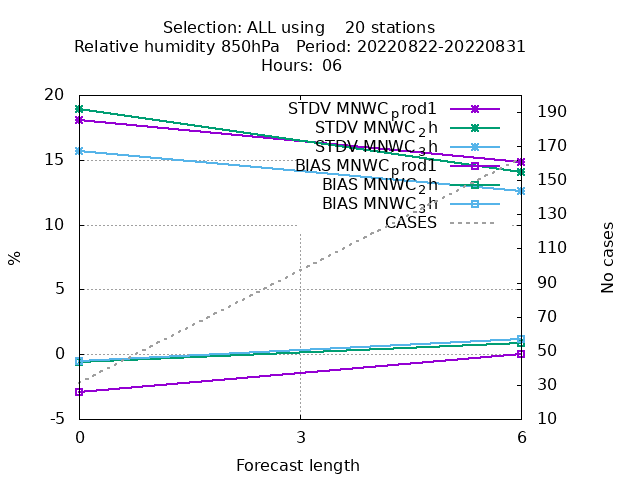 Selection: ALL using 20 stations
Relative humidity 850hPa Period: 20220822-20220831
Hours: 06
20
15
10
5
0
-5
%
STDV MNWC_prod1
STDV MNWC_2h
STDV MNWC_2h
BIAS MNWC_prod1
BIAS MNWC_2h
BIAS MNWC_3h
CASES
190
170
150
130
110
90
70
50
30
10
No cases
0 3 6
Forecast length